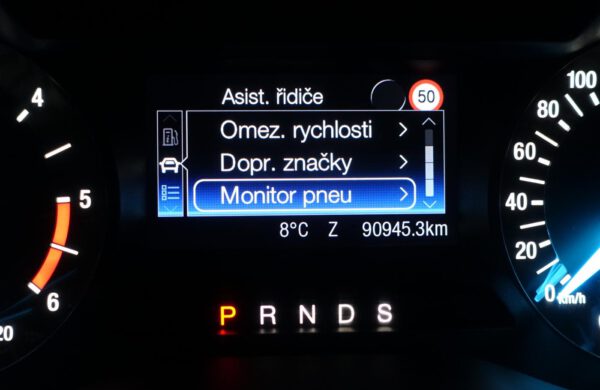 Asist. řidiče 50
Omez. rychlosti
Dopr. značky
Monitor pneu
8°C Z 90945.3km
P R N D S
4
5
6
20
100
80
60
40
20
0
km/h